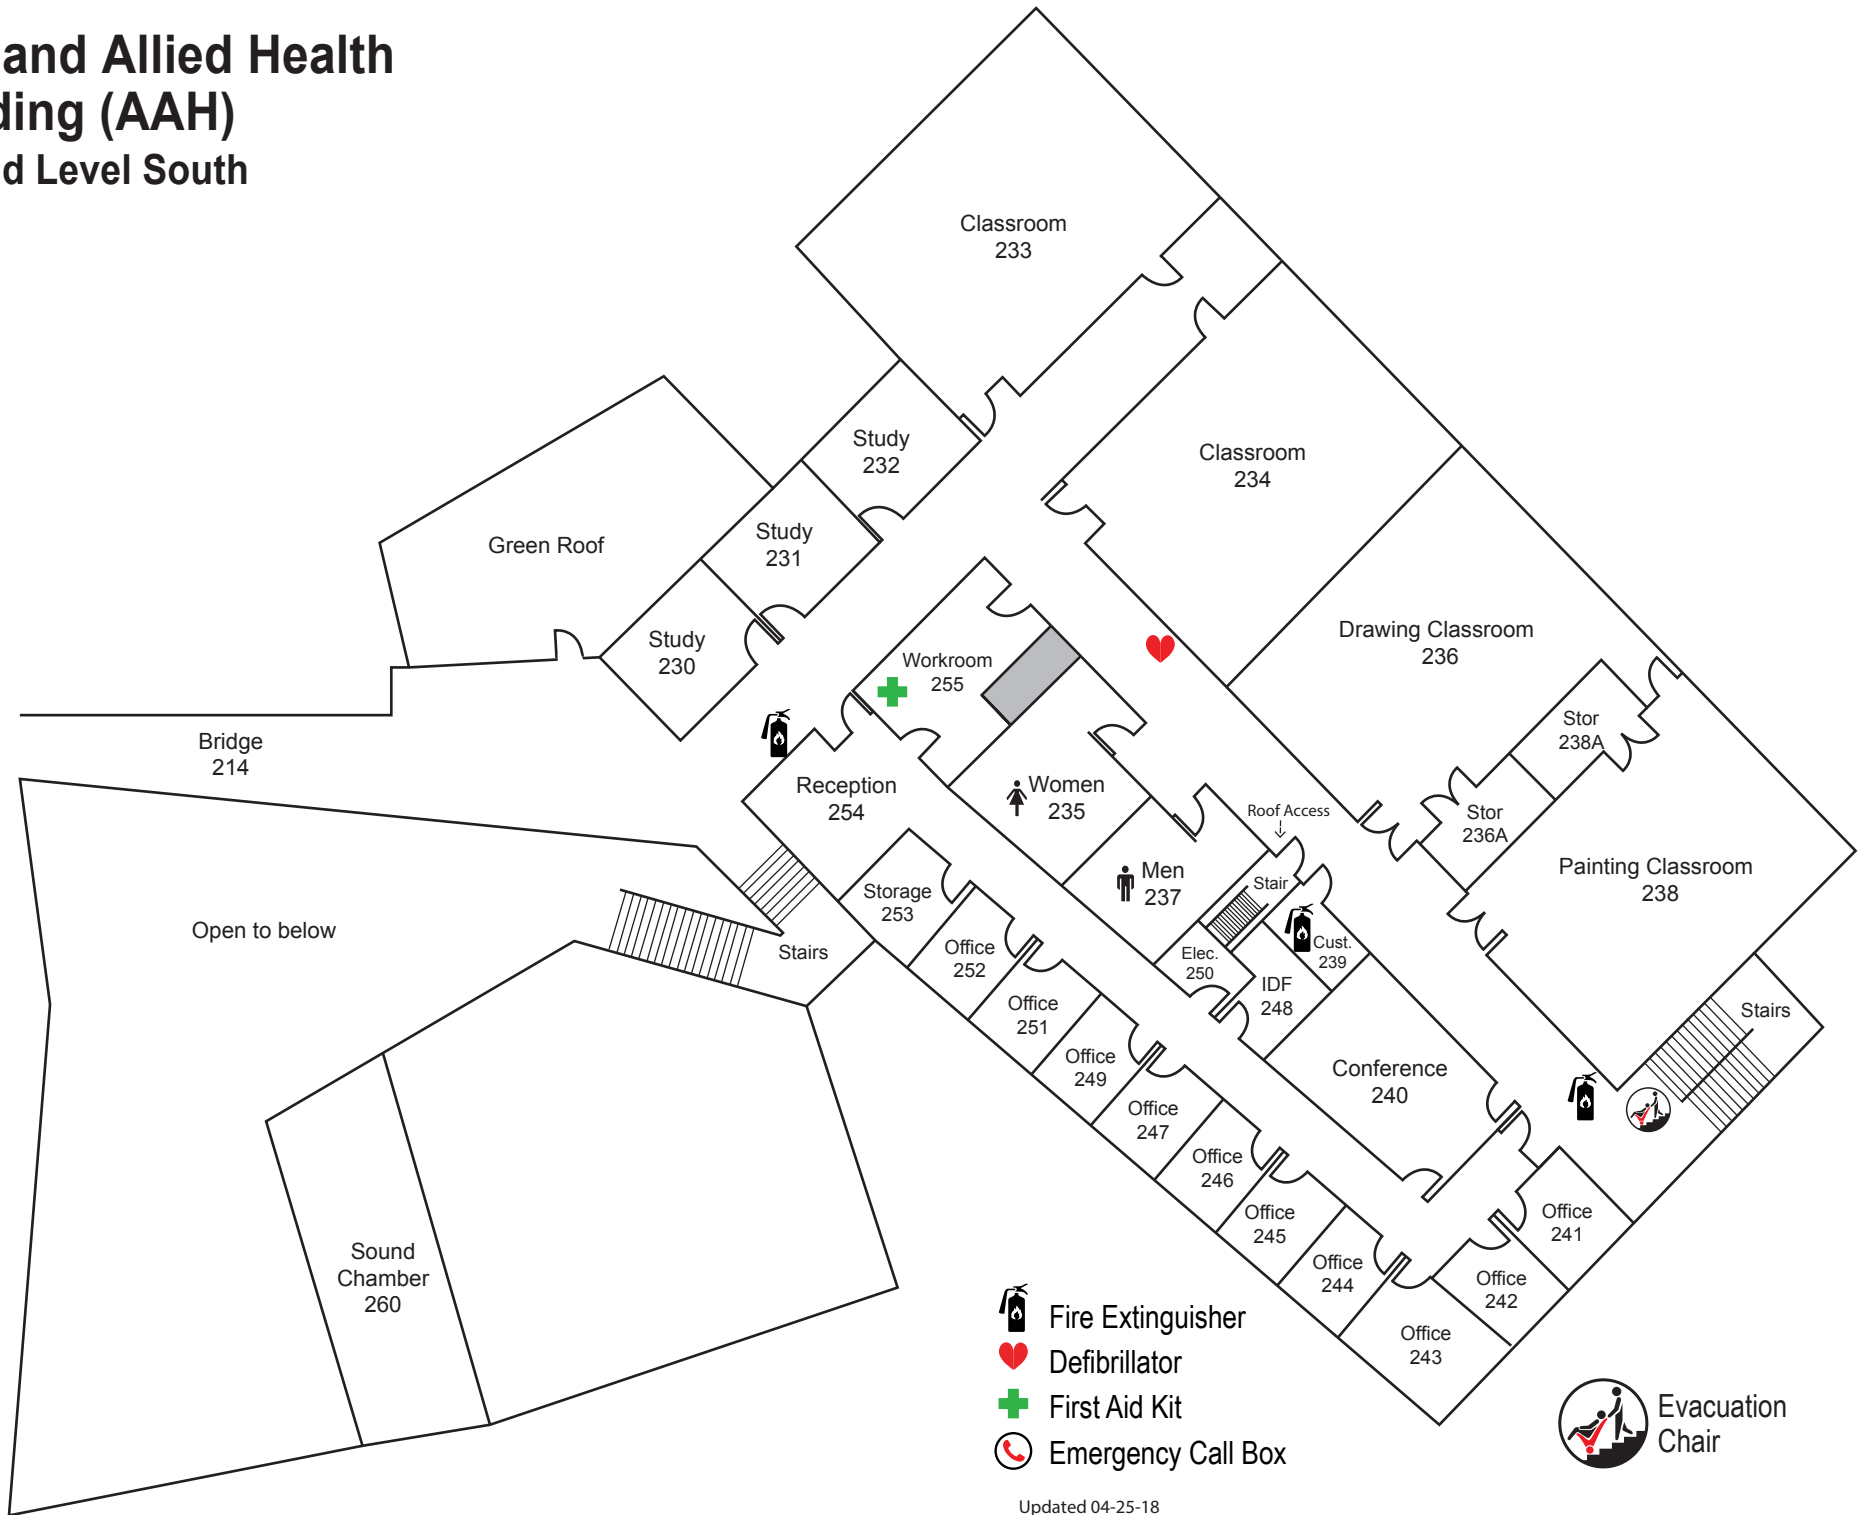 and Allied Health
ding (AAH)
d Level South
Classroom
233
Study
232
Classroom
234
Green Roof
Study
231
Study
230
Drawing Classroom
236
Workroom
255
Bridge
214
Stor
238A
Reception
254
Women
235
Roof Access
Stor
236A
Painting Classroom
238
Men
237
Stair
Storage
253
Open to below
Stairs
Office
252
Elec.
250
Cust.
239
IDF
248
Office
251
Stairs
Office
249
Conference
240
Office
247
Office
246
Office
245
Office
241
Office
244
Office
242
Sound
Chamber
260
Office
243
Fire Extinguisher
Defibrillator
First Aid Kit
Emergency Call Box
Evacuation
Chair
Updated 04-25-18